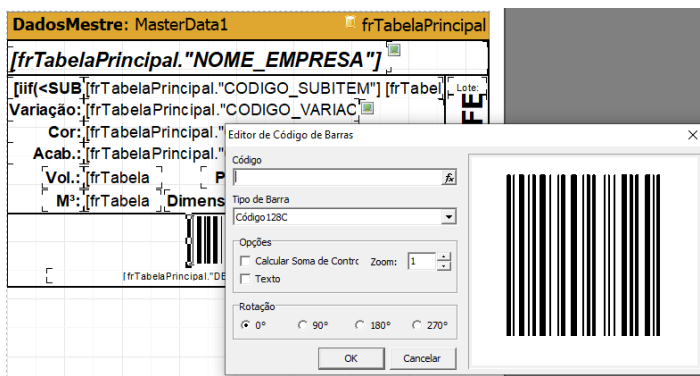 DadosMestre: MasterData1 frTabelaPrincipal
[frTabelaPrincipal."NOME_EMPRESA"]
[iif(<SUB [frTabelaPrincipal."CODIGO_SUBITEM"] [frTabel Lote:
Variação: [frTabelaPrincipal."CODIGO_VARIAC FE
Cor: [frTabelaPrincipal."
Acab.: [frTabelaPrincipal."
Vol.: [frTabela P
M³: [frTabela Dimens
[frTabelaPrincipal."DE
Editor de Código de Barras
Código
Tipo de Barra
Código128C
Opções
Calcular Soma de Contrc Zoom: 1
Texto
Rotação
0° 90° 180° 270°
OK Cancelar